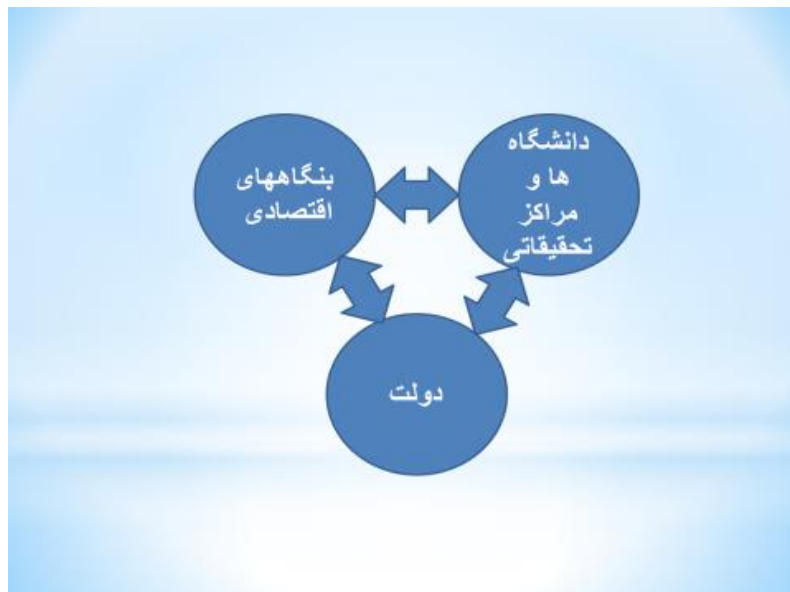 دانشگاه
ها و
مراکز
تحقیقاتی
بنگاههای
اقتصادی
دولت